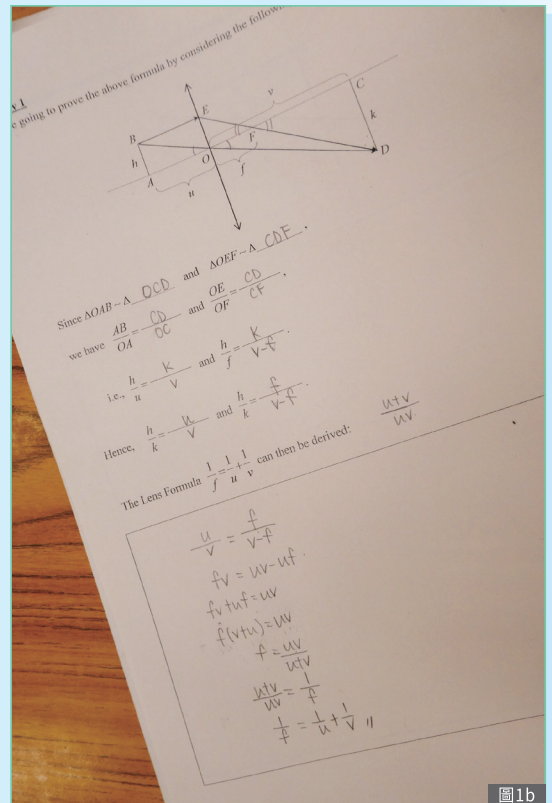 y 1
e going to prove the above formula by considering the follow
v
C
E
B
k
F
h
O
D
A
f
u
Since ΔOAB ~ Δ OCD and ΔOEF ~ Δ CDF .
we have AB/OA = CD/OC and OE/OF = CD/CF ,
i.e., h/u = k/v and h/f = k/v-f .
Hence, h/k = u/v and h/k = f/v-f .
u+v/uv
The Lens Formula 1/f = 1/u + 1/v can then be derived:
u/v = f/v-f
fv = uv-uf.
fv+uf=uv
f(v+u)=uv
f=uv/u+v
u+v/uv = 1/f
1/f = 1/u + 1/v //
圖1b